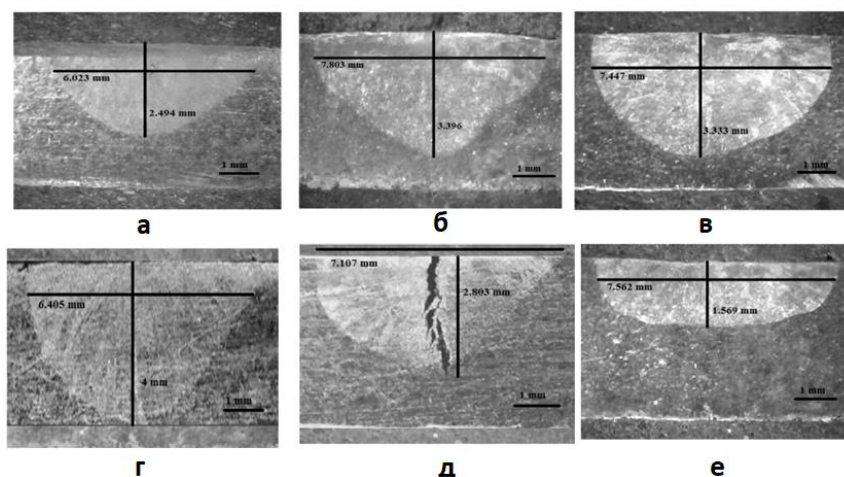 6.023 mm
2.494 mm
1 mm
а
7.803 mm
3.396
1 mm
б
7.447 mm
3.333 mm
1 mm
в
6.405 mm
4 mm
1 mm
г
7.107 mm
2.803 mm
1 mm
д
7.562 mm
1.569 mm
1 mm
е